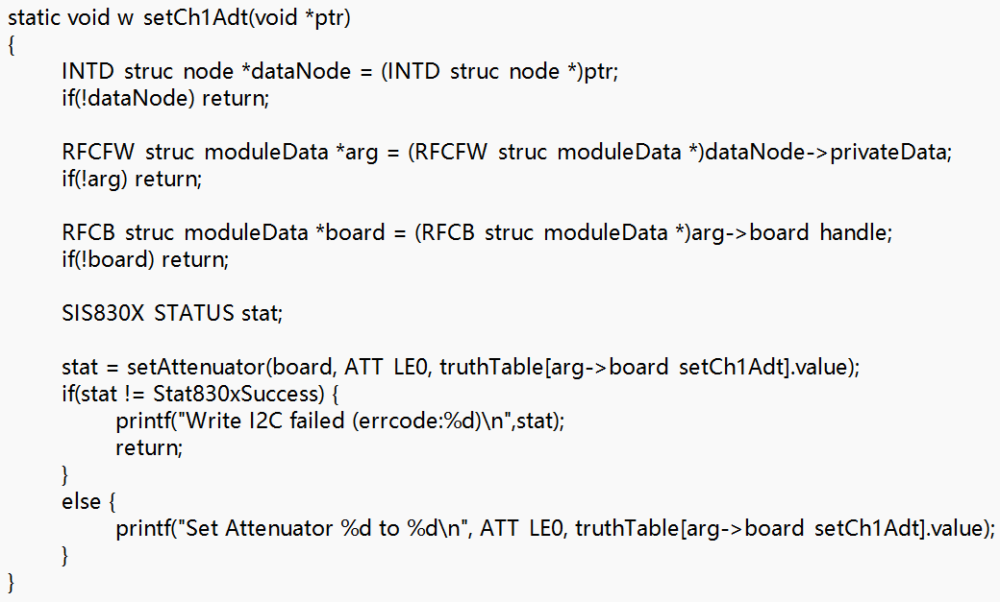 static void w setCh1Adt(void *ptr)
{
INTD struc node *dataNode = (INTD struc node *)ptr;
if(!dataNode) return;
RFCFW struc moduleData *arg = (RFCFW struc moduleData *)dataNode->privateData;
if(!arg) return;
RFCB struc moduleData *board = (RFCB struc moduleData *)arg->board handle;
if(!board) return;
SIS830X STATUS stat;
stat = setAttenuator(board, ATT LE0, truthTable[arg->board setCh1Adt].value);
if(stat != Stat830xSuccess) {
printf("Write I2C failed (errcode:%d)\n",stat);
return;
}
else {
printf("Set Attenuator %d to %d\n", ATT LE0, truthTable[arg->board setCh1Adt].value);
}
}